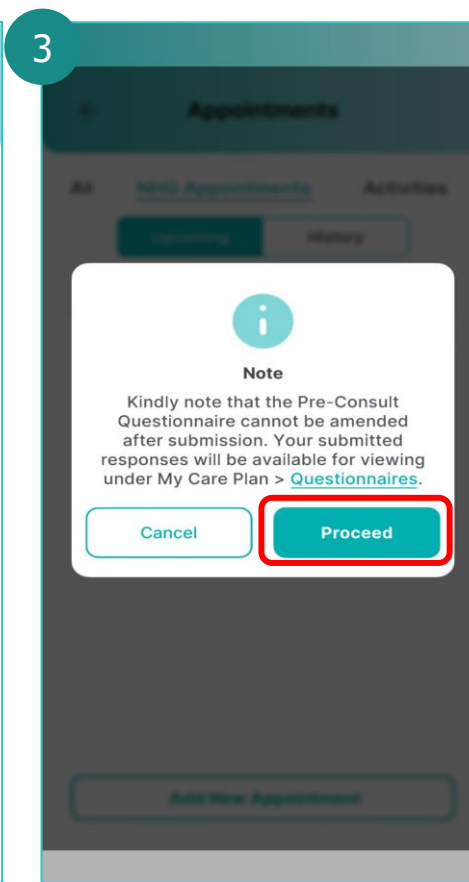 3
Appointments
All NHG Appointments Activities
Upcoming History
Note
Kindly note that the Pre-Consult
Questionnaire cannot be amended
after submission. Your submitted
responses will be available for viewing
under My Care Plan > Questionnaires.
Cancel Proceed
Add New Appointment